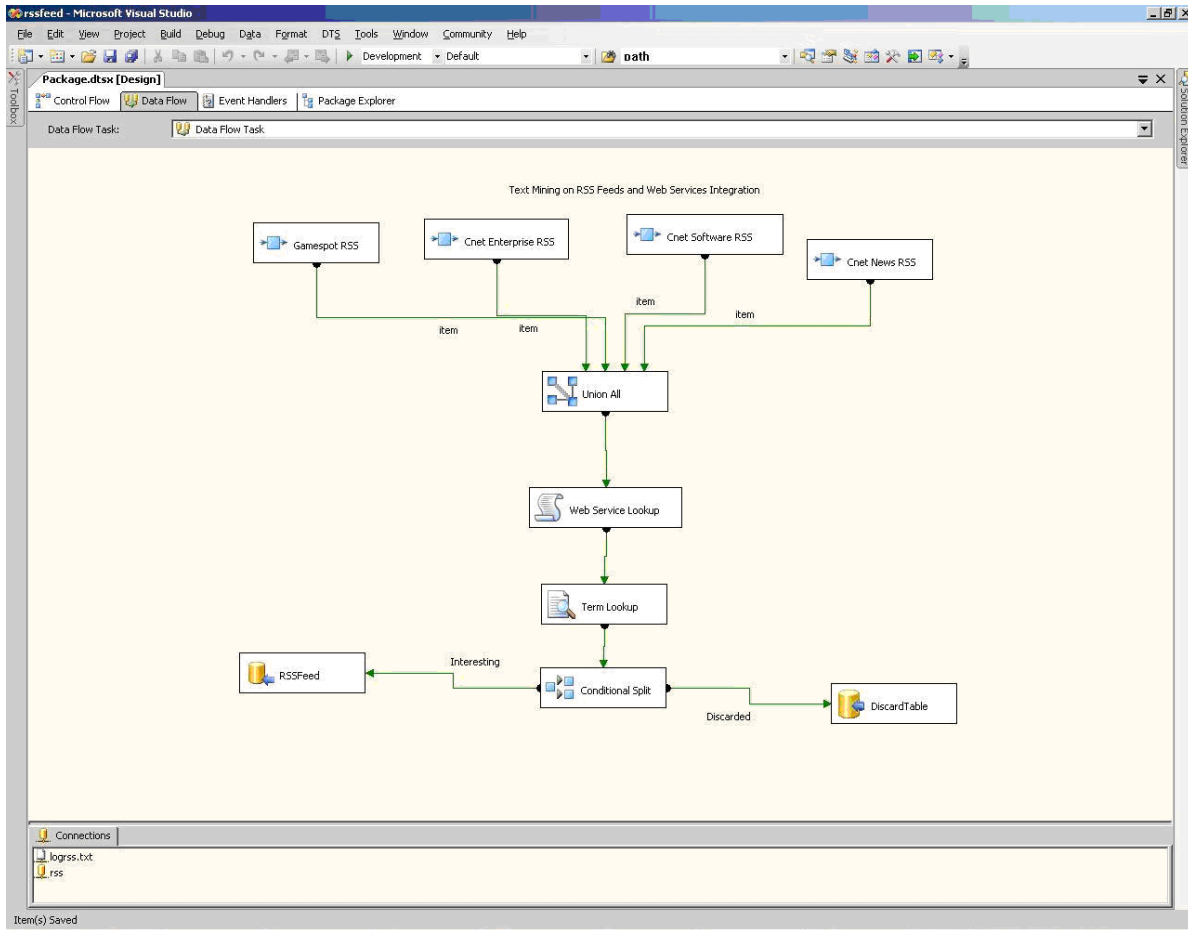 rssfeed - Microsoft Visual Studio
File Edit View Project Build Debug Data Format DTS Tools Window Community Help
Development Default path
Package.dtsx [Design]
Control Flow Data Flow Event Handlers Package Explorer
Data Flow Task: Data Flow Task
Toolbox
Solution Explorer
Text Mining on RSS Feeds and Web Services Integration
Gamespot RSS
Cnet Enterprise RSS
Cnet Software RSS
Cnet News RSS
item
item
item
item
Union All
Web Service Lookup
Term Lookup
Interesting
RSSFeed
Conditional Split
Discarded
DiscardTable
Connections
logrss.txt
rss
Item(s) Saved